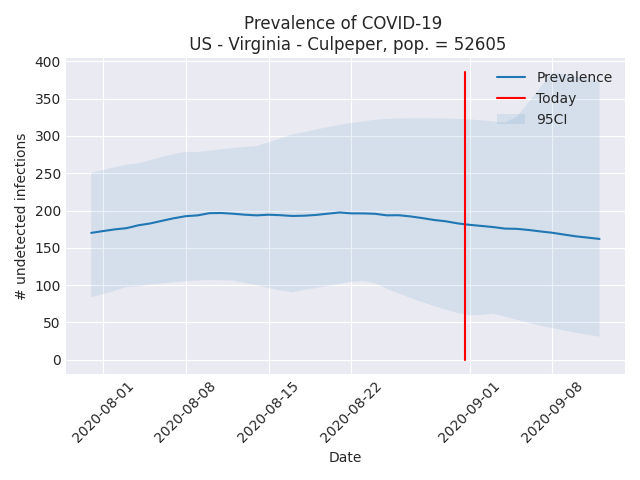 Prevalence of COVID-19
US - Virginia - Culpeper, pop. = 52605
400
350
300
250
200
150
100
50
0
# undetected infections
Prevalence
Today
95CI
2020-08-01
2020-08-08
2020-08-15
2020-08-22
2020-09-01
2020-09-08
Date